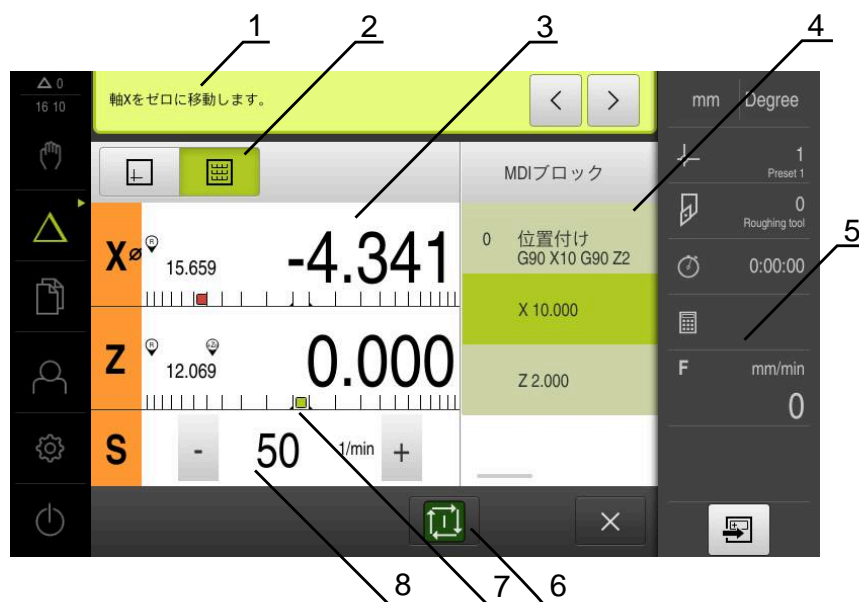 1 2 3 4
△ 0
16 10
軸Xをゼロに移動します。
< >
mm Degree
1
Preset 1
MDIブロック
0
Roughing tool
5
0 位置付け
G90 X10 G90 Z2
X⌀ R 15.659 -4.341
0:00:00
X 10.000
Z R 12.069 0.000
Z 2.000
F mm/min
0
S - 50 1/min +
I
8 7 6